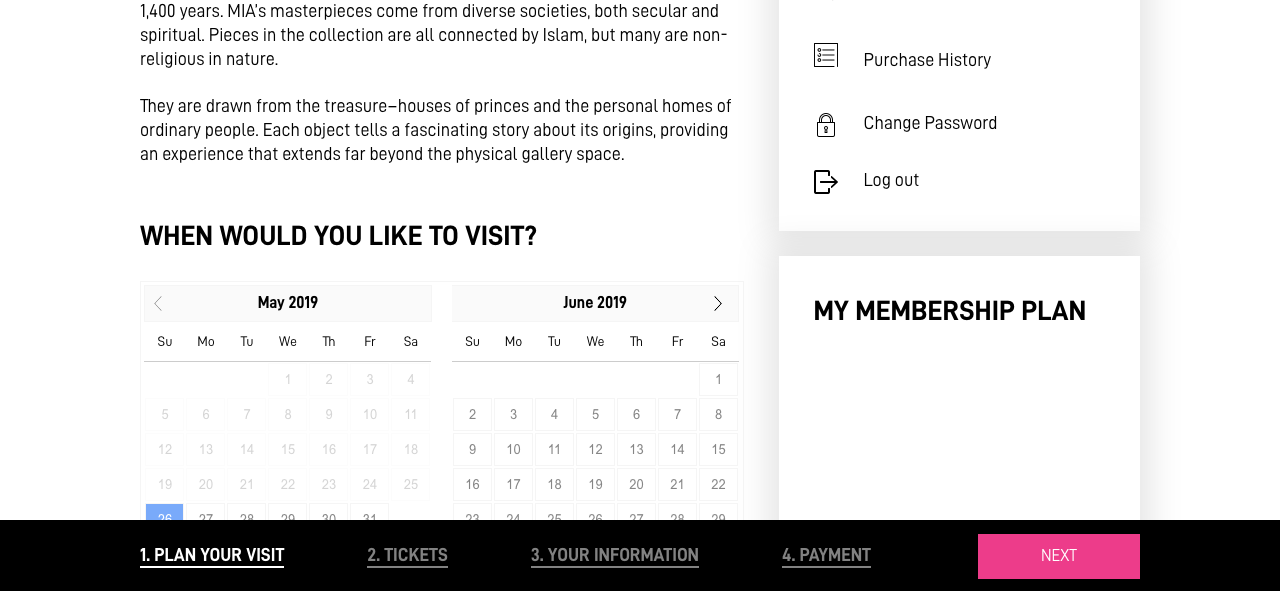 1,400 years. MIA's masterpieces come from diverse societies, both secular and
spiritual. Pieces in the collection are all connected by Islam, but many are non-
religious in nature.
They are drawn from the treasure–houses of princes and the personal homes of
ordinary people. Each object tells a fascinating story about its origins, providing
an experience that extends far beyond the physical gallery space.
WHEN WOULD YOU LIKE TO VISIT?
May 2019
Su Mo Tu We Th Fr Sa
1 2 3 4
5 6 7 8 9 10 11
12 13 14 15 16 17 18
19 20 21 22 23 24 25
26 27 28 29 30 31
June 2019
Su Mo Tu We Th Fr Sa
1
2 3 4 5 6 7 8
9 10 11 12 13 14 15
16 17 18 19 20 21 22
23 24 25 26 27 28 29
Purchase History
Change Password
Log out
MY MEMBERSHIP PLAN
1. PLAN YOUR VISIT
2. TICKETS
3. YOUR INFORMATION
4. PAYMENT
NEXT